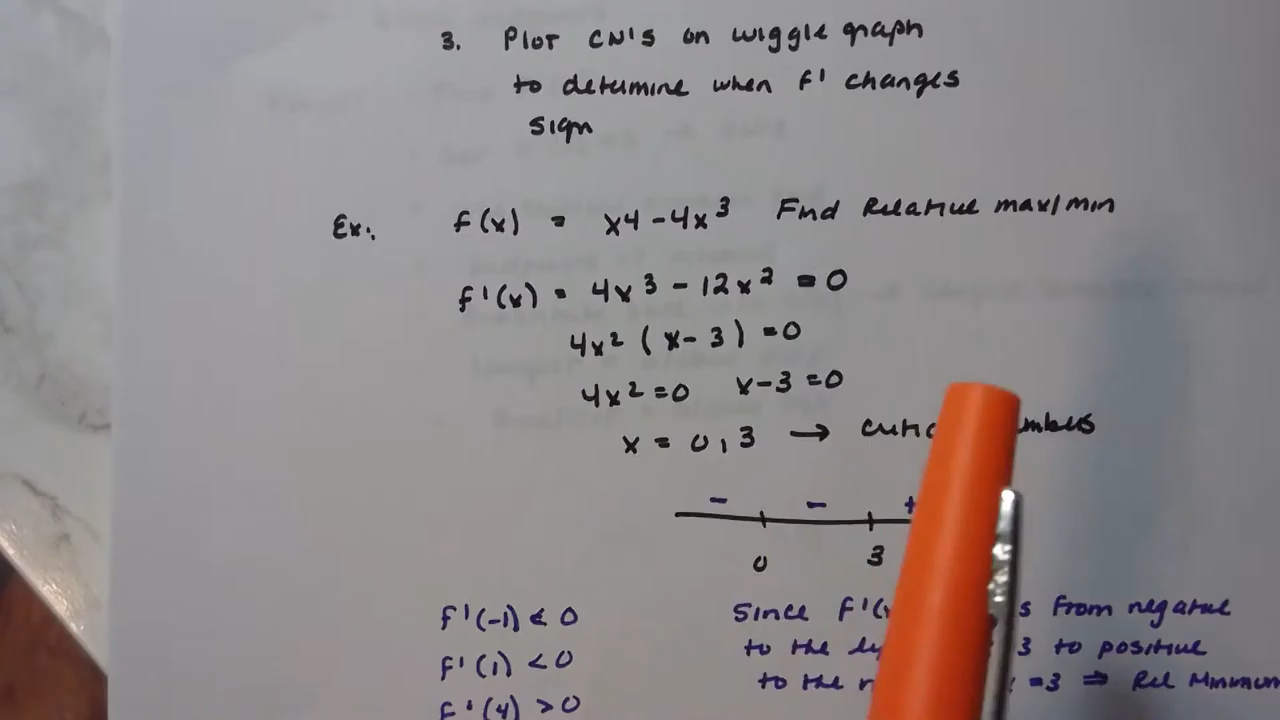 3. Plot CN's on wiggle graph
to determine when f' changes
sign
Ex: f(x) = x4 - 4x³ Find Relative max/min
f'(x) = 4x³ - 12x² = 0
4x² (x - 3) = 0
4x² = 0 x - 3 = 0
x = 0, 3 →
- - +
0 3
f'(-1) < 0
f'(1) < 0
f'(4) > 0
Since from negative
to the 3 to positive
to the =3 ⇒ Rel Minimum